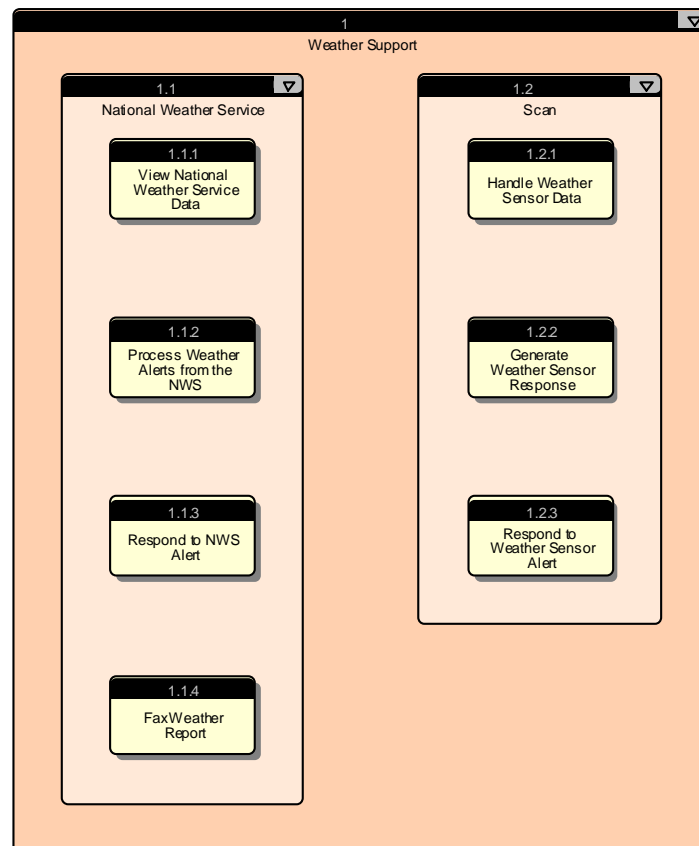 1
Weather Support
1.1
National Weather Service
1.1.1
View National
Weather Service
Data
1.1.2
Process Weather
Alerts from the
NWS
1.1.3
Respond to NWS
Alert
1.1.4
Fax Weather
Report
1.2
Scan
1.2.1
Handle Weather
Sensor Data
1.2.2
Generate
Weather Sensor
Response
1.2.3
Respond to
Weather Sensor
Alert